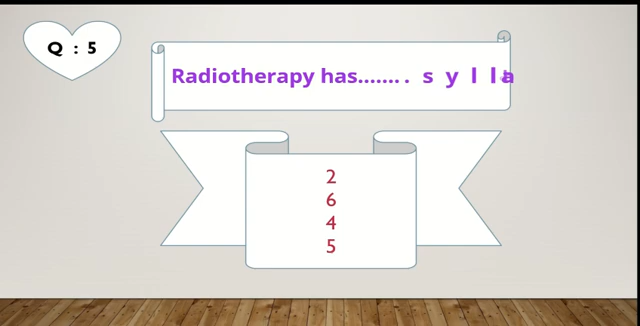 Q : 5
Radiotherapy has....... . s y l l a
2
6
4
5